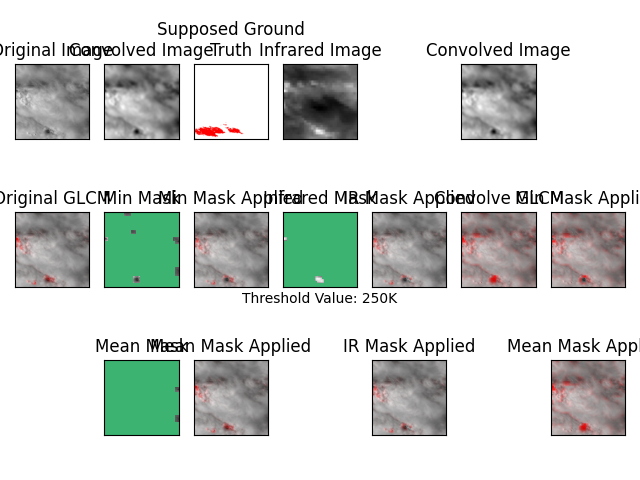 Original Image
Convolved Image
Supposed Ground
Truth
Infrared Image
Convolved Image
Original GLCM
Min Mask
Min Mask Applied
Infrared Mask
IR Mask Applied
Convolve GLCM
Min Mask Appli
Threshold Value: 250K
Mean Mask
Mean Mask Applied
IR Mask Applied
Mean Mask Appl